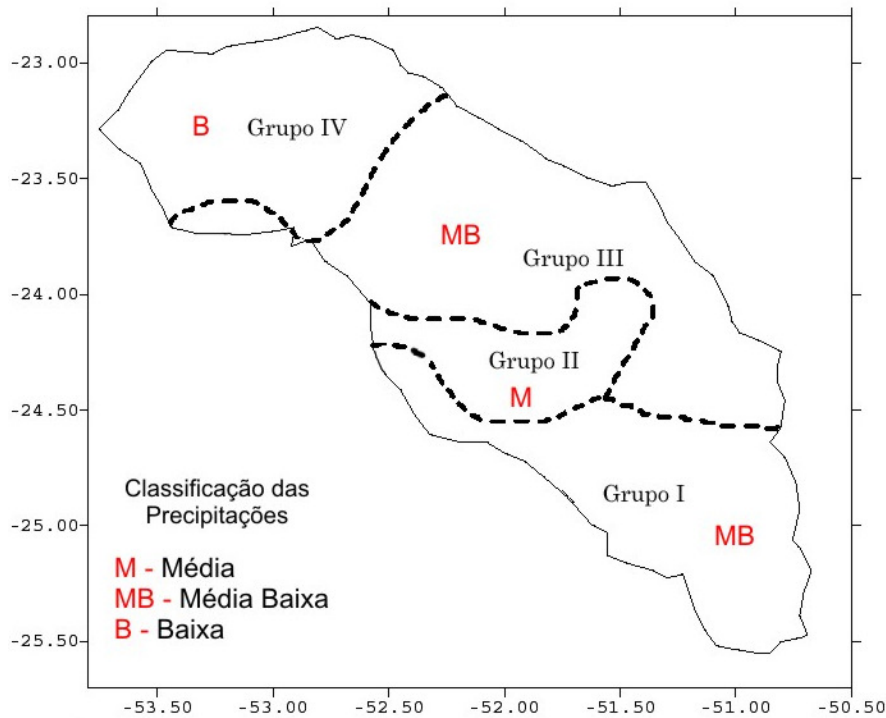 -23.00
B
Grupo IV
-23.50
MB
Grupo III
-24.00
Grupo II
M
-24.50
Classificação das
Precipitações
Grupo I
-25.00
MB
M - Média
MB - Média Baixa
B - Baixa
-25.50
-53.50 -53.00 -52.50 -52.00 -51.50 -51.00 -50.50